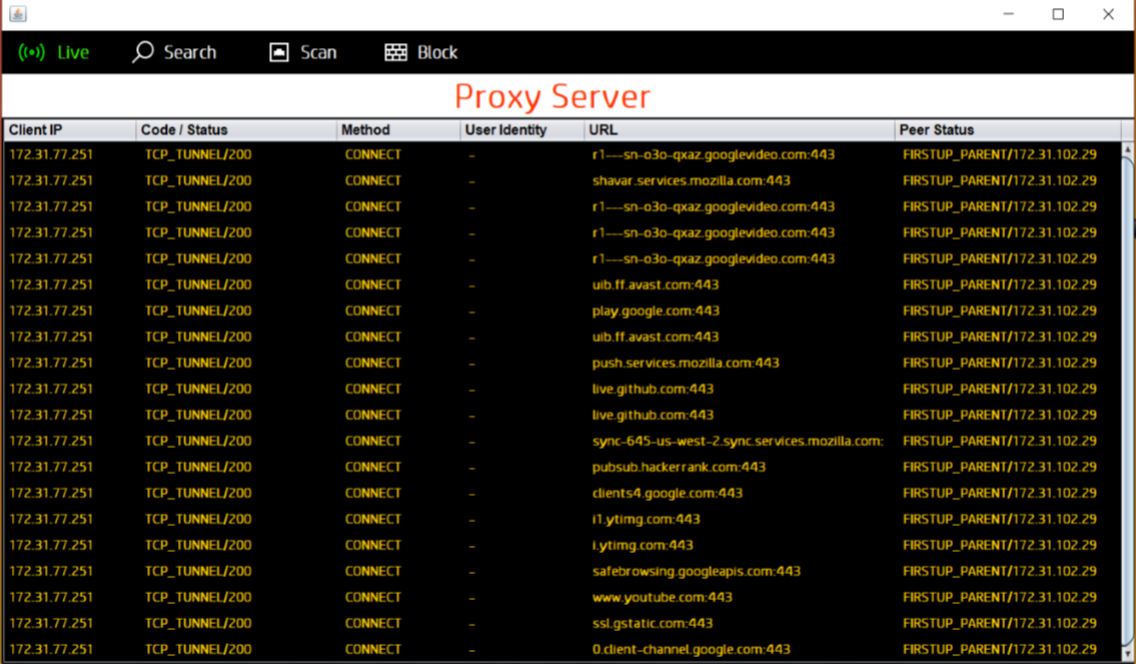 Live Search Scan Block
Proxy Server
Client IP Code / Status Method User Identity URL Peer Status
172.31.77.251 TCP_TUNNEL/200 CONNECT - r1---sn-o3o-qxaz.googlevideo.com:443 FIRSTUP_PARENT/172.31.102.29
172.31.77.251 TCP_TUNNEL/200 CONNECT - shavar.services.mozilla.com:443 FIRSTUP_PARENT/172.31.102.29
172.31.77.251 TCP_TUNNEL/200 CONNECT - r1---sn-o3o-qxaz.googlevideo.com:443 FIRSTUP_PARENT/172.31.102.29
172.31.77.251 TCP_TUNNEL/200 CONNECT - r1---sn-o3o-qxaz.googlevideo.com:443 FIRSTUP_PARENT/172.31.102.29
172.31.77.251 TCP_TUNNEL/200 CONNECT - r1---sn-o3o-qxaz.googlevideo.com:443 FIRSTUP_PARENT/172.31.102.29
172.31.77.251 TCP_TUNNEL/200 CONNECT - uib.ff.avast.com:443 FIRSTUP_PARENT/172.31.102.29
172.31.77.251 TCP_TUNNEL/200 CONNECT - play.google.com:443 FIRSTUP_PARENT/172.31.102.29
172.31.77.251 TCP_TUNNEL/200 CONNECT - uib.ff.avast.com:443 FIRSTUP_PARENT/172.31.102.29
172.31.77.251 TCP_TUNNEL/200 CONNECT - push.services.mozilla.com:443 FIRSTUP_PARENT/172.31.102.29
172.31.77.251 TCP_TUNNEL/200 CONNECT - live.github.com:443 FIRSTUP_PARENT/172.31.102.29
172.31.77.251 TCP_TUNNEL/200 CONNECT - live.github.com:443 FIRSTUP_PARENT/172.31.102.29
172.31.77.251 TCP_TUNNEL/200 CONNECT - sync-645-us-west-2.sync.services.mozilla.com: FIRSTUP_PARENT/172.31.102.29
172.31.77.251 TCP_TUNNEL/200 CONNECT - pubsub.hackerrank.com:443 FIRSTUP_PARENT/172.31.102.29
172.31.77.251 TCP_TUNNEL/200 CONNECT - clients4.google.com:443 FIRSTUP_PARENT/172.31.102.29
172.31.77.251 TCP_TUNNEL/200 CONNECT - i1.ytimg.com:443 FIRSTUP_PARENT/172.31.102.29
172.31.77.251 TCP_TUNNEL/200 CONNECT - i.ytimg.com:443 FIRSTUP_PARENT/172.31.102.29
172.31.77.251 TCP_TUNNEL/200 CONNECT - safebrowsing.googleapis.com:443 FIRSTUP_PARENT/172.31.102.29
172.31.77.251 TCP_TUNNEL/200 CONNECT - www.youtube.com:443 FIRSTUP_PARENT/172.31.102.29
172.31.77.251 TCP_TUNNEL/200 CONNECT - ssl.gstatic.com:443 FIRSTUP_PARENT/172.31.102.29
172.31.77.251 TCP_TUNNEL/200 CONNECT - 0.client-channel.google.com:443 FIRSTUP_PARENT/172.31.102.29